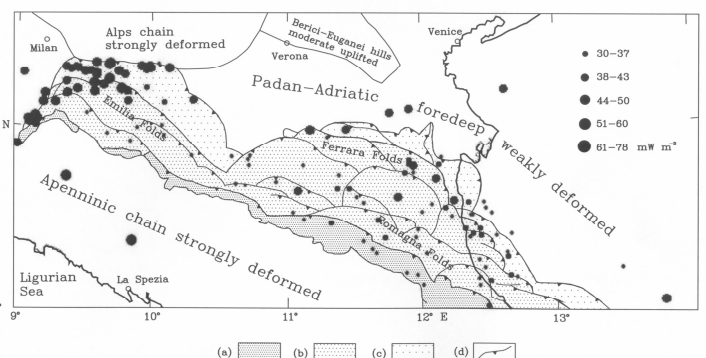 Alps chain
strongly deformed
Berici-Euganei hills
moderate uplifted
Venice
Milan
Verona
30-37
38-43
44-50
51-60
61-78 mW m⁻²
Padan-Adriatic
foredeep weakly deformed
Emilia Folds
N
Ferrara Folds
Romagna Folds
Apenninic chain strongly deformed
Ligurian
Sea
La Spezia
9° 10° 11° 12° E 13°
(a) (b) (c) (d)